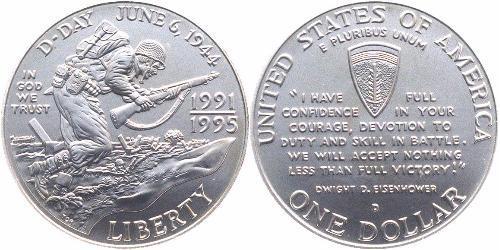 D-DAY JUNE 6, 1944
IN
GOD WE
TRUST
1991
1995
LIBERTY
UNITED STATES OF AMERICA
E PLURIBUS UNUM
"I HAVE FULL
CONFIDENCE IN YOUR
COURAGE, DEVOTION TO
DUTY AND SKILL IN BATTLE.
WE WILL ACCEPT NOTHING
LESS THAN FULL VICTORY!"
DWIGHT D. EISENHOWER
D
ONE DOLLAR